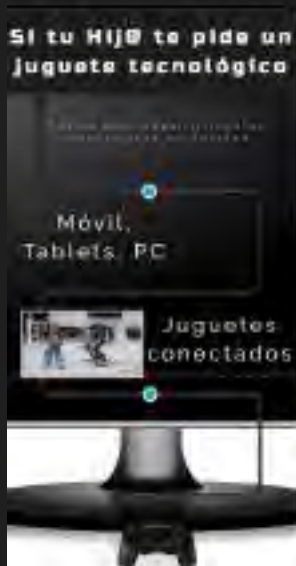 Si tu Hij@ te pide un
juguete tecnológico
Móvil,
Tablets, PC
Juguetes
conectados